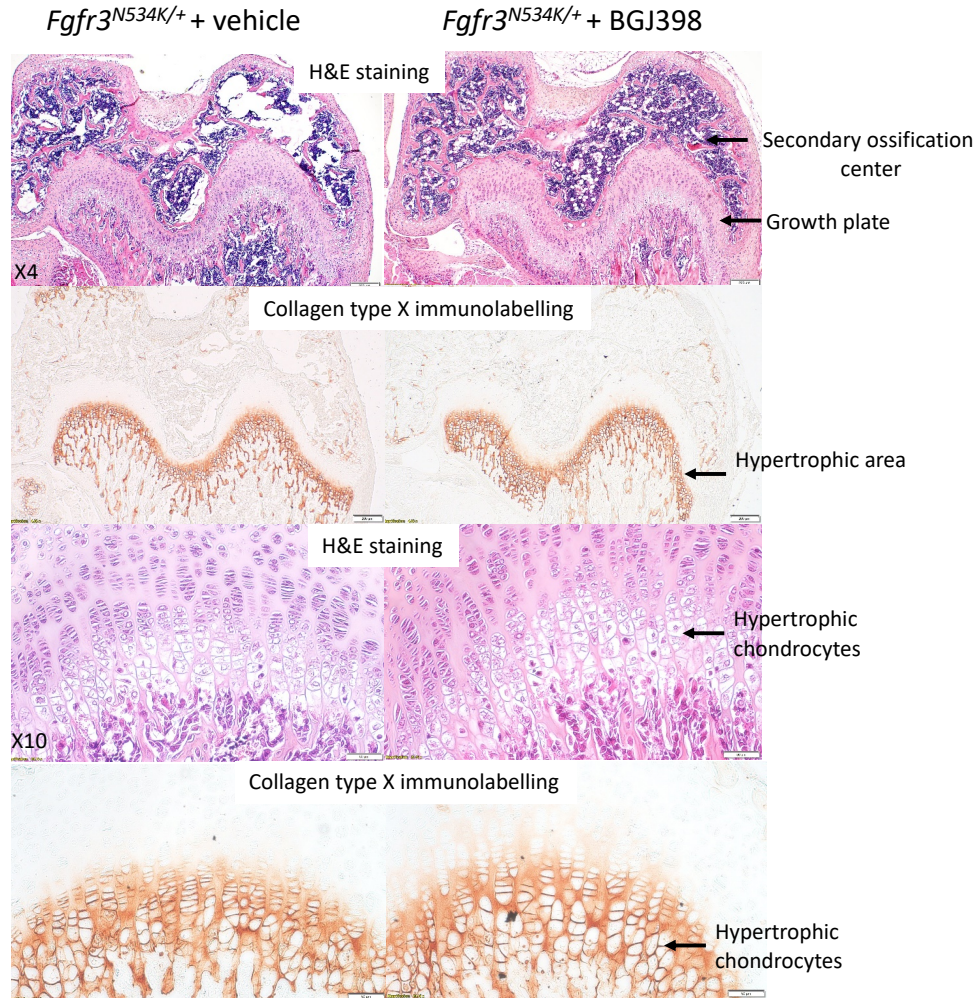 Fgfr3N534K/+ + vehicle
Fgfr3N534K/+ + BGJ398
H&E staining
Secondary ossification
center
Growth plate
X4
Collagen type X immunolabelling
Hypertrophic area
H&E staining
Hypertrophic
chondrocytes
X10
Collagen type X immunolabelling
Hypertrophic
chondrocytes